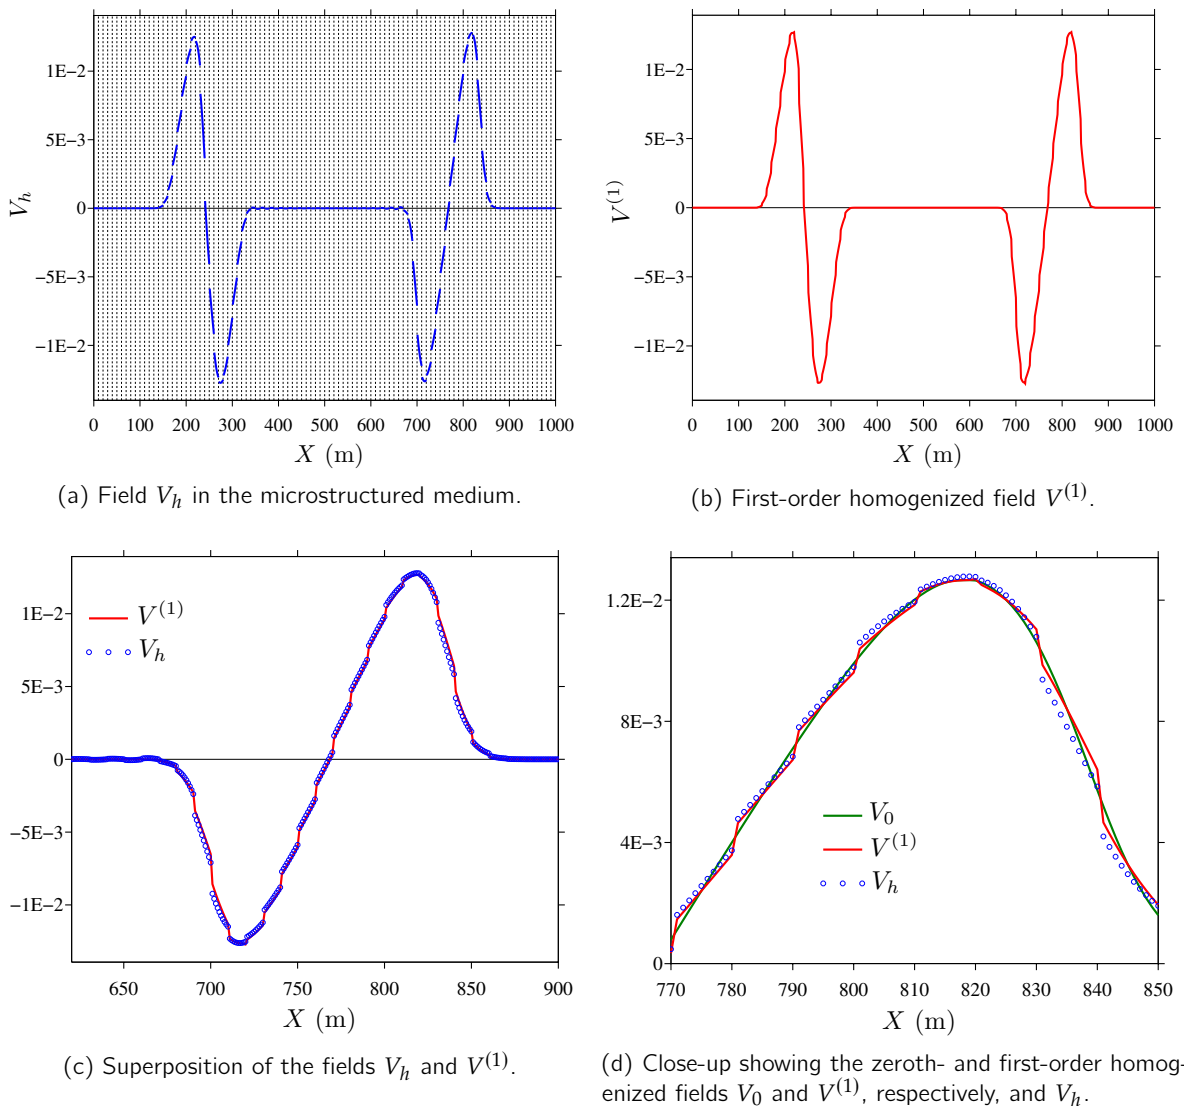 1E−2
5E−3
0
−5E−3
−1E−2
V_h
0 100 200 300 400 500 600 700 800 900 1000
X (m)
(a) Field V_h in the microstructured medium.
1E−2
5E−3
0
−5E−3
−1E−2
V^(1)
0 100 200 300 400 500 600 700 800 900 1000
X (m)
(b) First-order homogenized field V^(1).
1E−2
5E−3
0
−5E−3
−1E−2
V^(1)
V_h
650 700 750 800 850 900
X (m)
(c) Superposition of the fields V_h and V^(1).
1.2E−2
8E−3
4E−3
0
V_0
V^(1)
V_h
770 780 790 800 810 820 830 840 850
X (m)
(d) Close-up showing the zeroth- and first-order homog-
enized fields V_0 and V^(1), respectively, and V_h.